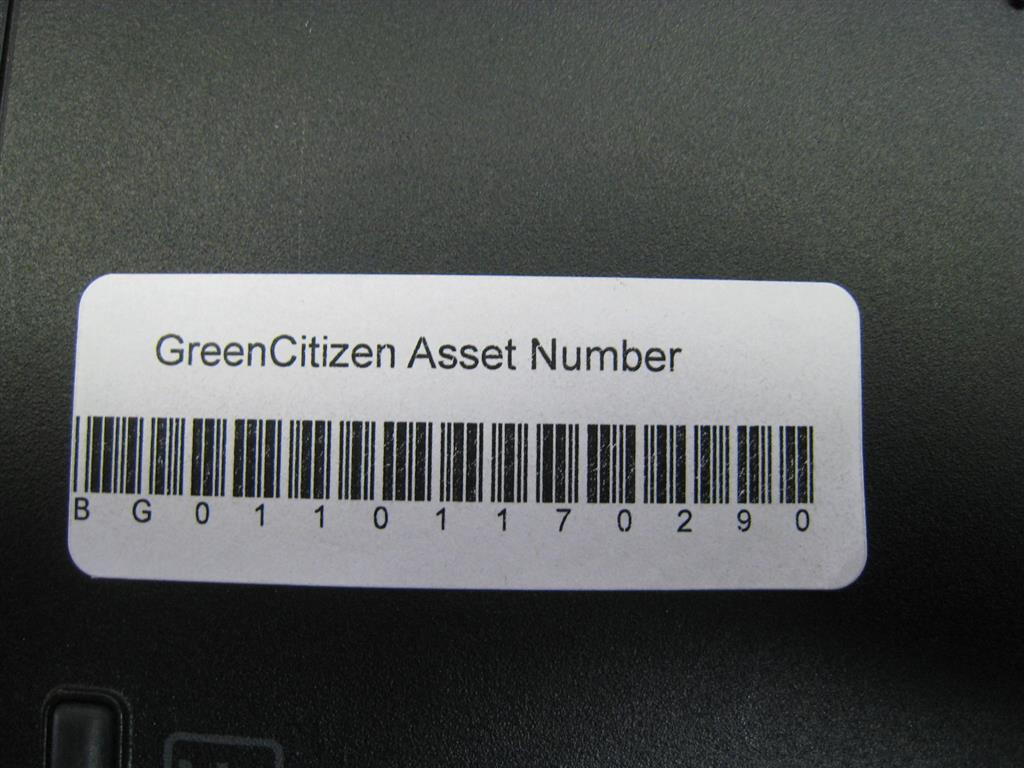 GreenCitizen Asset Number
B G 0 1 1 0 1 1 7 0 2 9 0